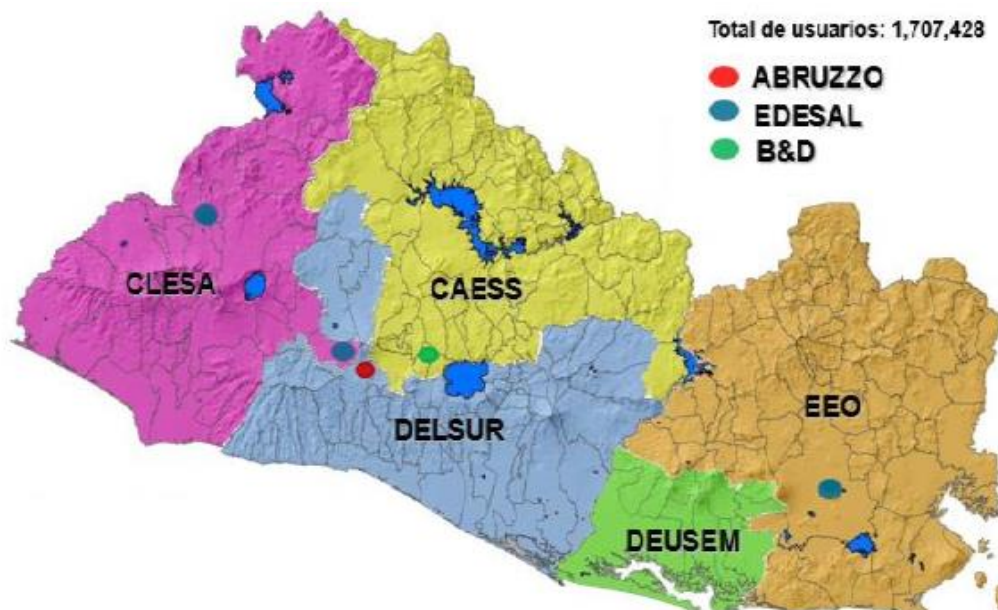 Total de usuarios: 1,707,428
ABRUZZO
EDESAL
B&D
CLESA
CAESS
DELSUR
EEO
DEUSEM